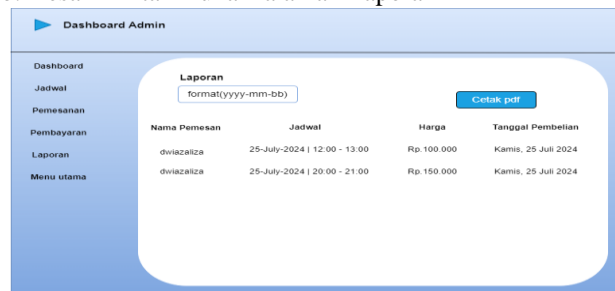 Dashboard Admin
Dashboard
Jadwal
Pemesanan
Pembayaran
Laporan
Menu utama
Laporan
format(yyyy-mm-bb)
Cetak pdf
Nama Pemesan Jadwal Harga Tanggal Pembelian
dwiazaliza 25-July-2024 | 12:00 - 13:00 Rp.100.000 Kamis, 25 Juli 2024
dwiazaliza 25-July-2024 | 20:00 - 21:00 Rp.150.000 Kamis, 25 Juli 2024